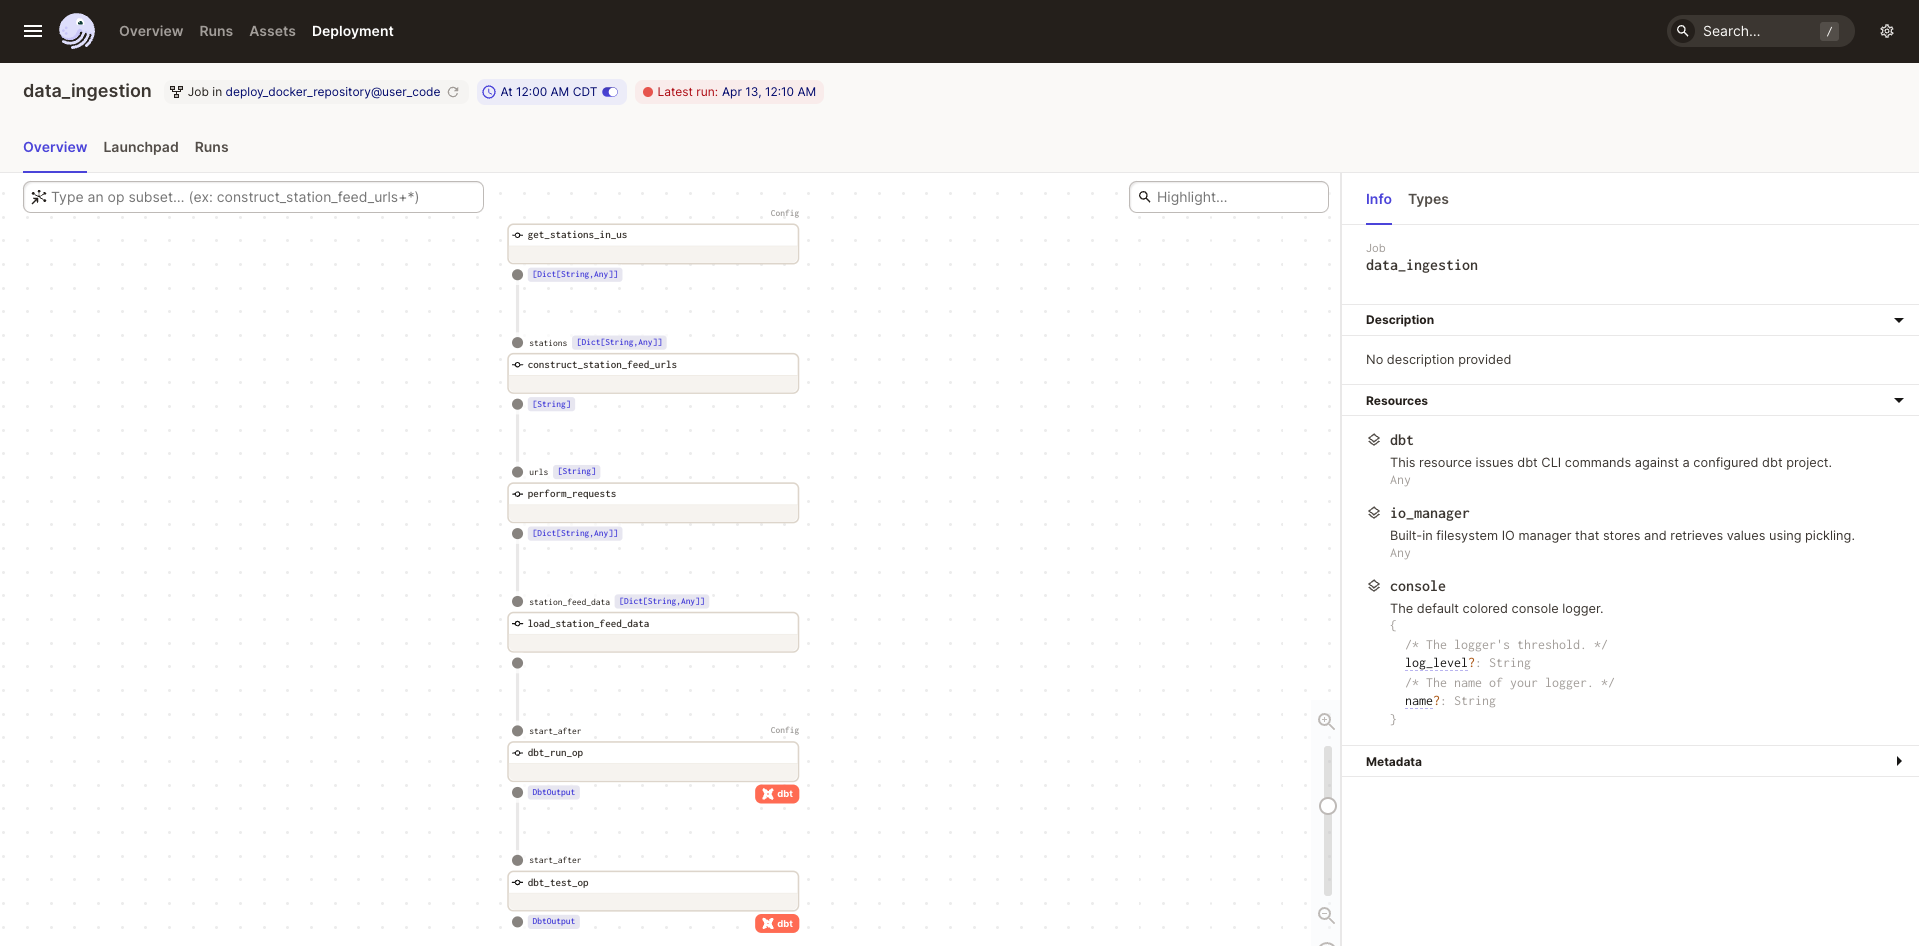 Overview Runs Assets Deployment
Search... /
data_ingestion Job in deploy_docker_repository@user_code At 12:00 AM CDT Latest run: Apr 13, 12:10 AM
Overview Launchpad Runs
Type an op subset... (ex: construct_station_feed_urls+*)
Highlight...
Config
get_stations_in_us
[Dict[String,Any]]
stations [Dict[String,Any]]
construct_station_feed_urls
[String]
urls [String]
perform_requests
[Dict[String,Any]]
station_feed_data [Dict[String,Any]]
load_station_feed_data
start_after Config
dbt_run_op
DbtOutput dbt
start_after
dbt_test_op
DbtOutput dbt
Info Types
Job
data_ingestion
Description
No description provided
Resources
dbt
This resource issues dbt CLI commands against a configured dbt project.
Any
io_manager
Built-in filesystem IO manager that stores and retrieves values using pickling.
Any
console
The default colored console logger.
{
/* The logger's threshold. */
log_level?: String
/* The name of your logger. */
name?: String
}
Metadata